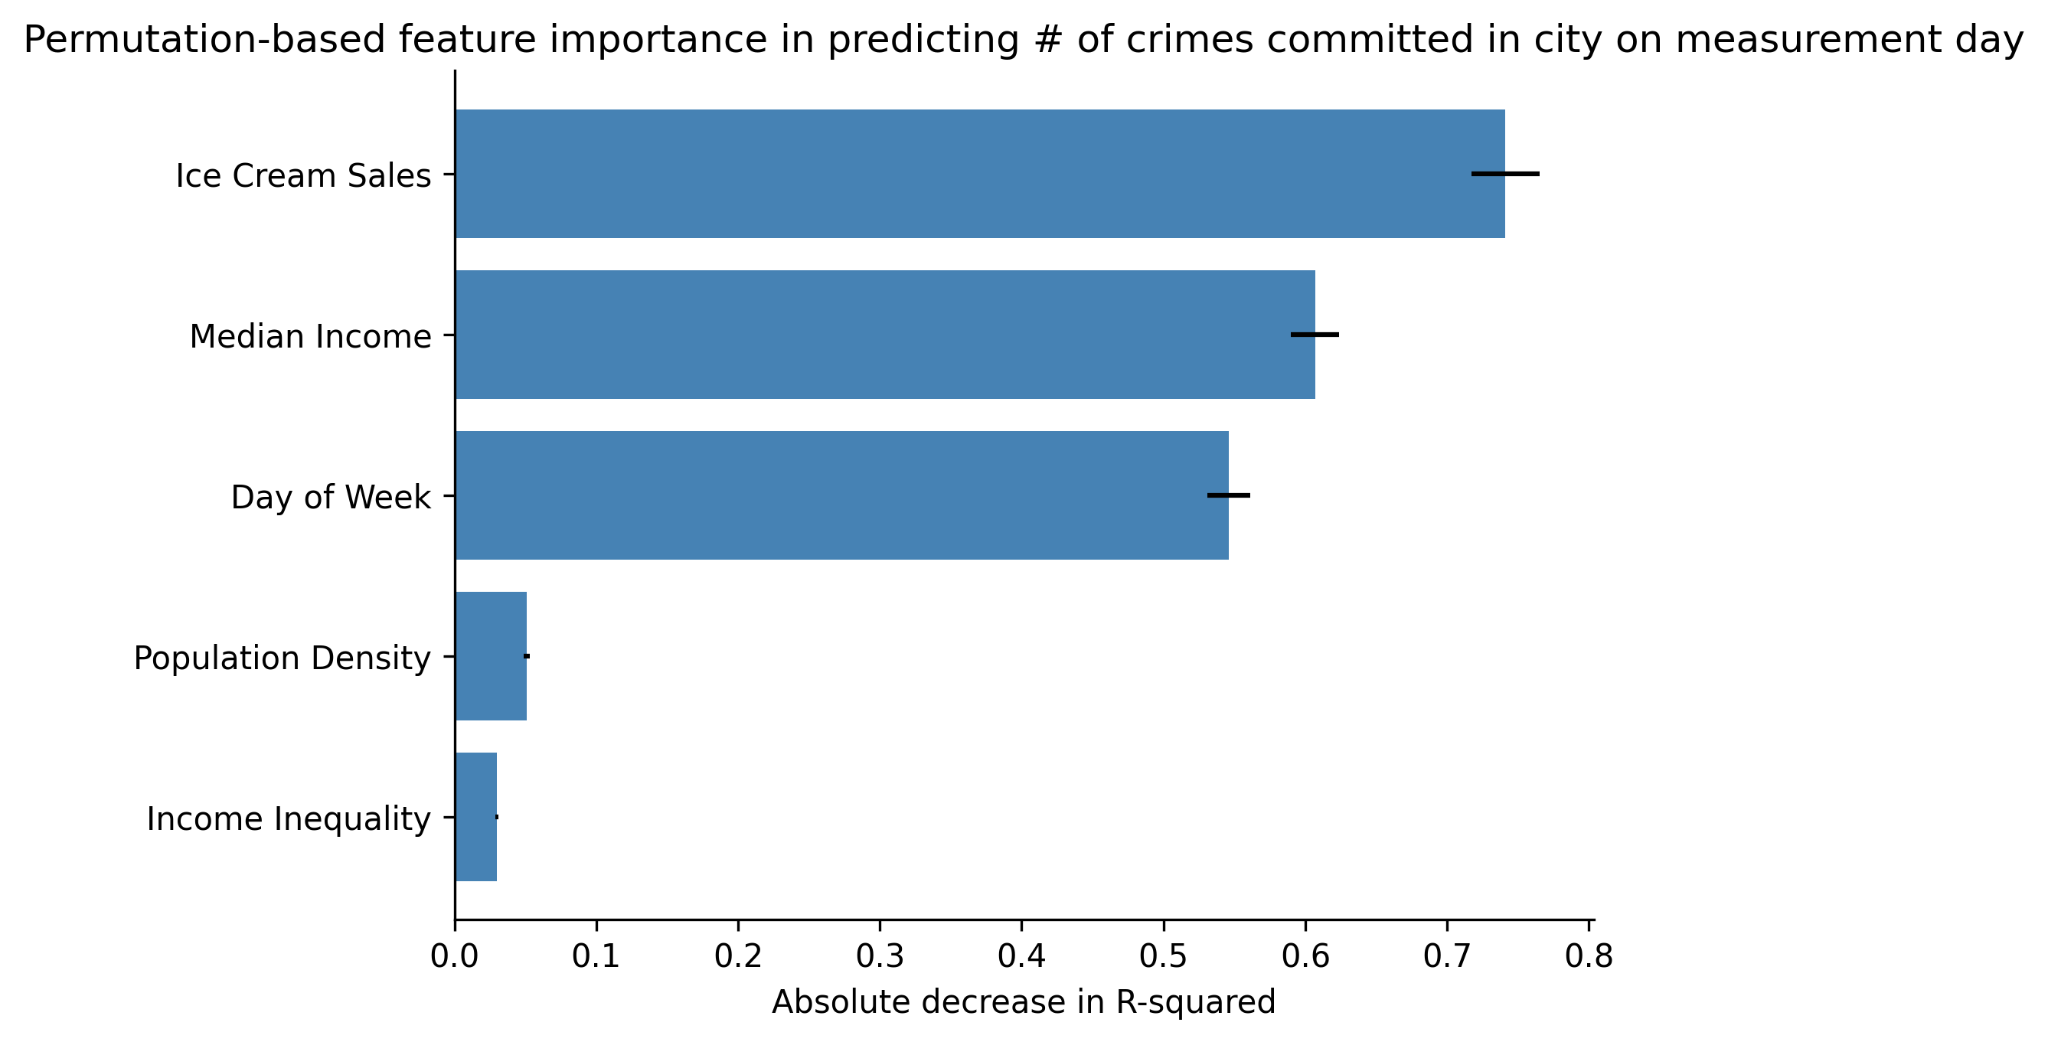 Permutation-based feature importance in predicting # of crimes committed in city on measurement day
Ice Cream Sales
Median Income
Day of Week
Population Density
Income Inequality
0.0 0.1 0.2 0.3 0.4 0.5 0.6 0.7 0.8
Absolute decrease in R-squared